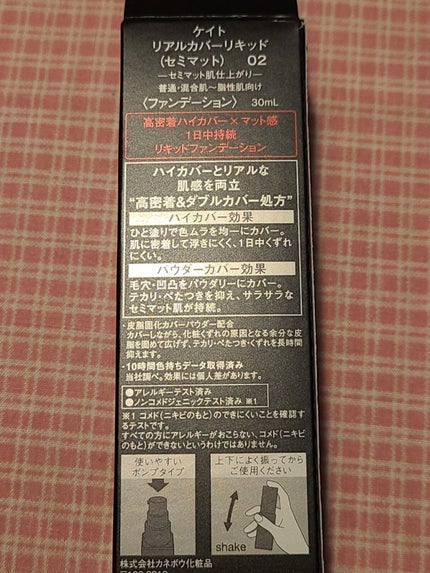 ケイト
リアルカバーリキッド
(セミマット) 02
―セミマット肌仕上がり―
普通・混合肌～脂性肌向け
〈ファンデーション〉 30mL
高密着ハイカバー×マット感
1日中持続
リキッドファンデーション
ハイカバーとリアルな
肌感を両立
“高密着&ダブルカバー処方”
ハイカバー効果
ひと塗りで色ムラを均一にカバー。
肌に密着して浮きにくく、1日中くずれ
にくい。
パウダーカバー効果
毛穴・凹凸をパウダリーにカバー。
テカリ・べたつきを抑え、サラサラな
セミマット肌が持続。
・皮脂固化カバーパウダー配合
カバーしながら、化粧くずれの原因となる余分な皮
脂を固めて広げず、テカリ・べたつき・くずれを長時間
抑えます。
・10時間色持ちデータ取得済み
当社調べ。効果には個人差があります。
●アレルギーテスト済み
●ノンコメドジェニックテスト済み ※1
※1 コメド(ニキビのもと)のできにくいことを確認す
るテストです。
すべての方にアレルギーがおこらない、コメド(ニキビ
のもと)ができないというわけではありません。
使いやすい
ポンプタイプ
上下によく振ってから
ご使用ください
shake
株式会社カネボウ化粧品